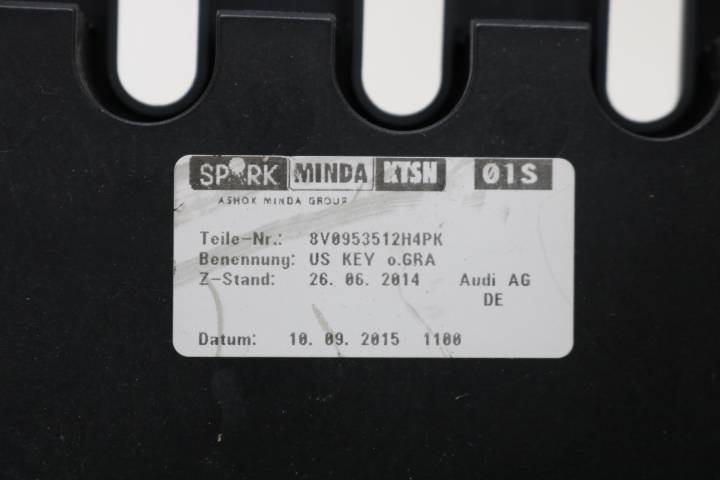 SPARK MINDA KTSN 01S
ASHOK MINDA GROUP
Teile-Nr.: 8V0953512H4PK
Benennung: US KEY o.GRA
Z-Stand: 26. 06. 2014 Audi AG
DE
Datum: 10. 09. 2015 1100